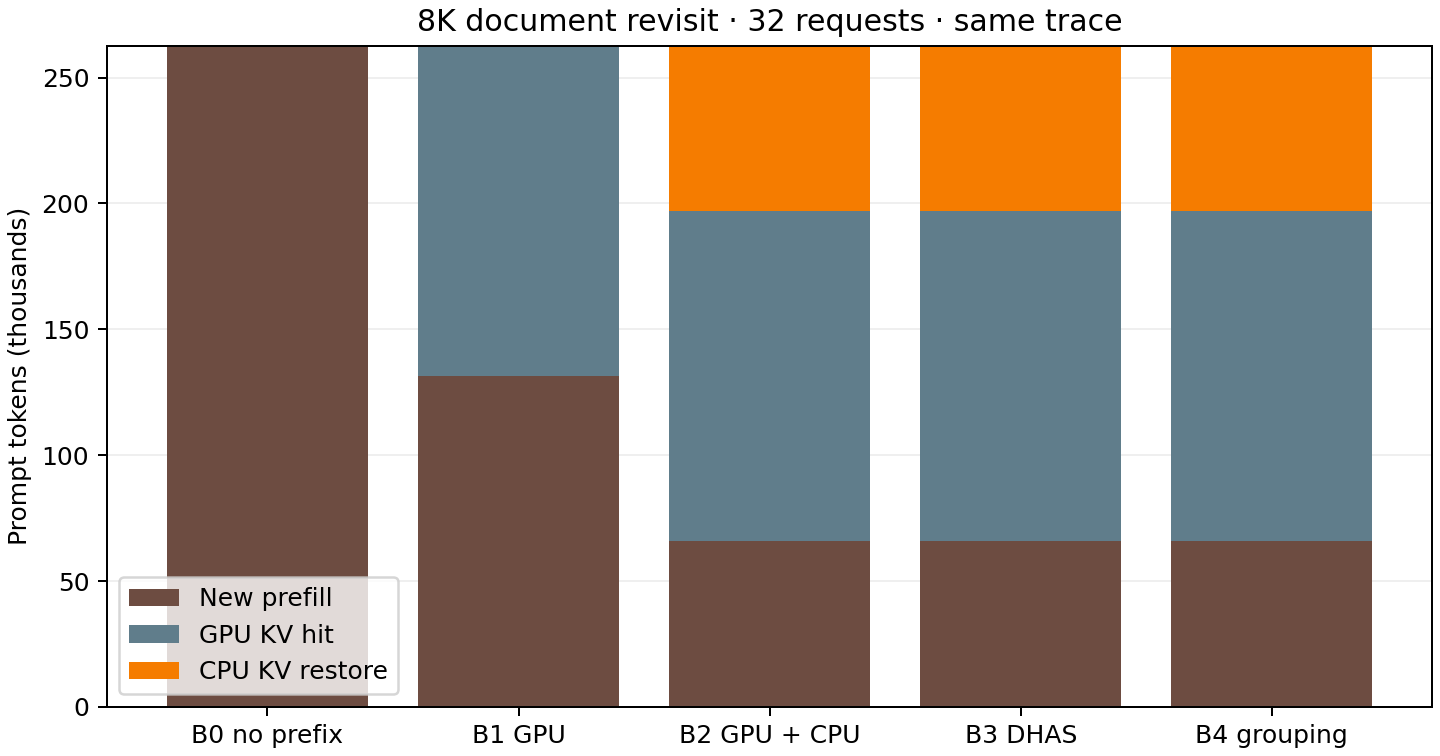 8K document revisit · 32 requests · same trace
Prompt tokens (thousands)
250
200
150
100
50
0
New prefill
GPU KV hit
CPU KV restore
B0 no prefix
B1 GPU
B2 GPU + CPU
B3 DHAS
B4 grouping